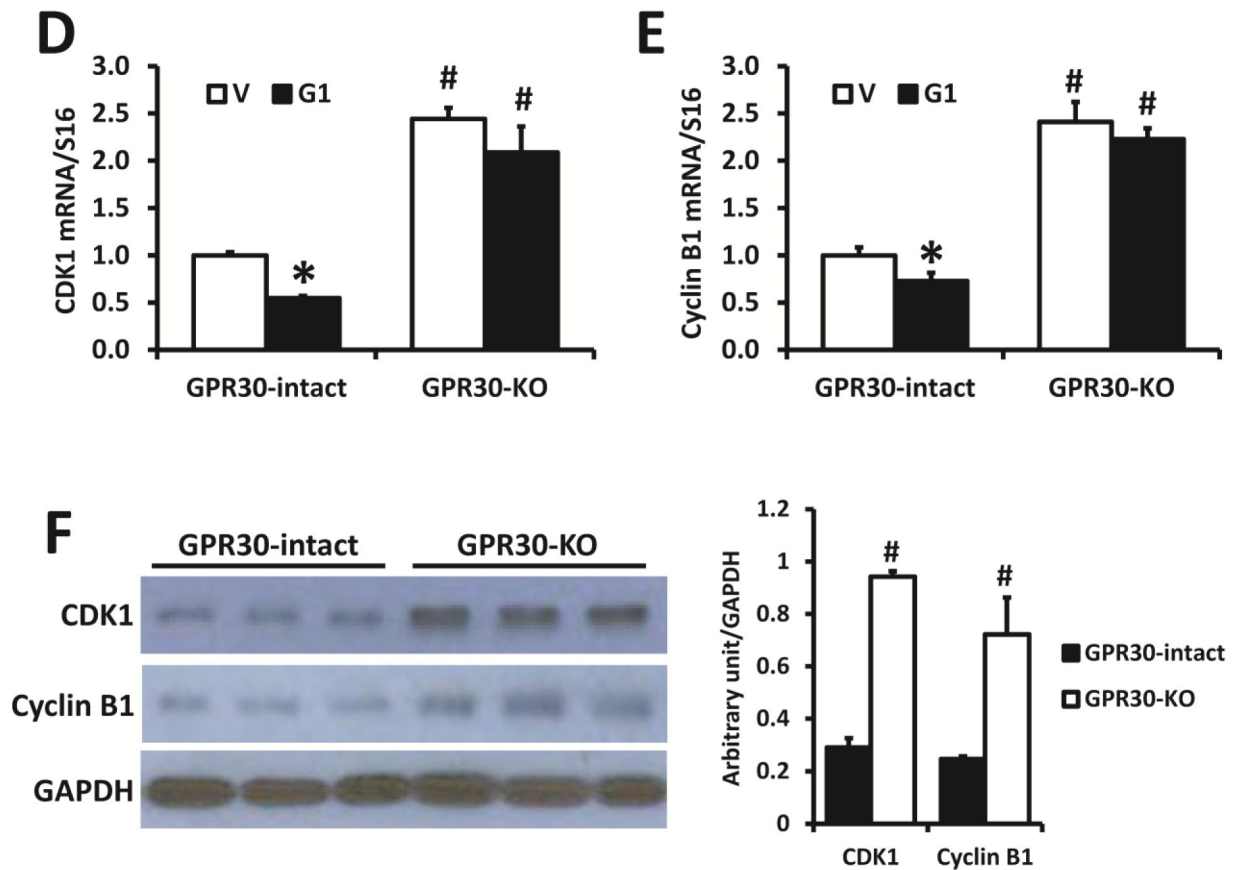 D
CDK1 mRNA/S16
3.0
2.5
2.0
1.5
1.0
0.5
0.0
V G1
*
#
#
GPR30-intact GPR30-KO
E
Cyclin B1 mRNA/S16
3.0
2.5
2.0
1.5
1.0
0.5
0.0
V G1
*
#
#
GPR30-intact GPR30-KO
F
GPR30-intact GPR30-KO
CDK1
Cyclin B1
GAPDH
Arbitrary unit/GAPDH
1.2
1
0.8
0.6
0.4
0.2
0
#
#
CDK1 Cyclin B1
GPR30-intact
GPR30-KO